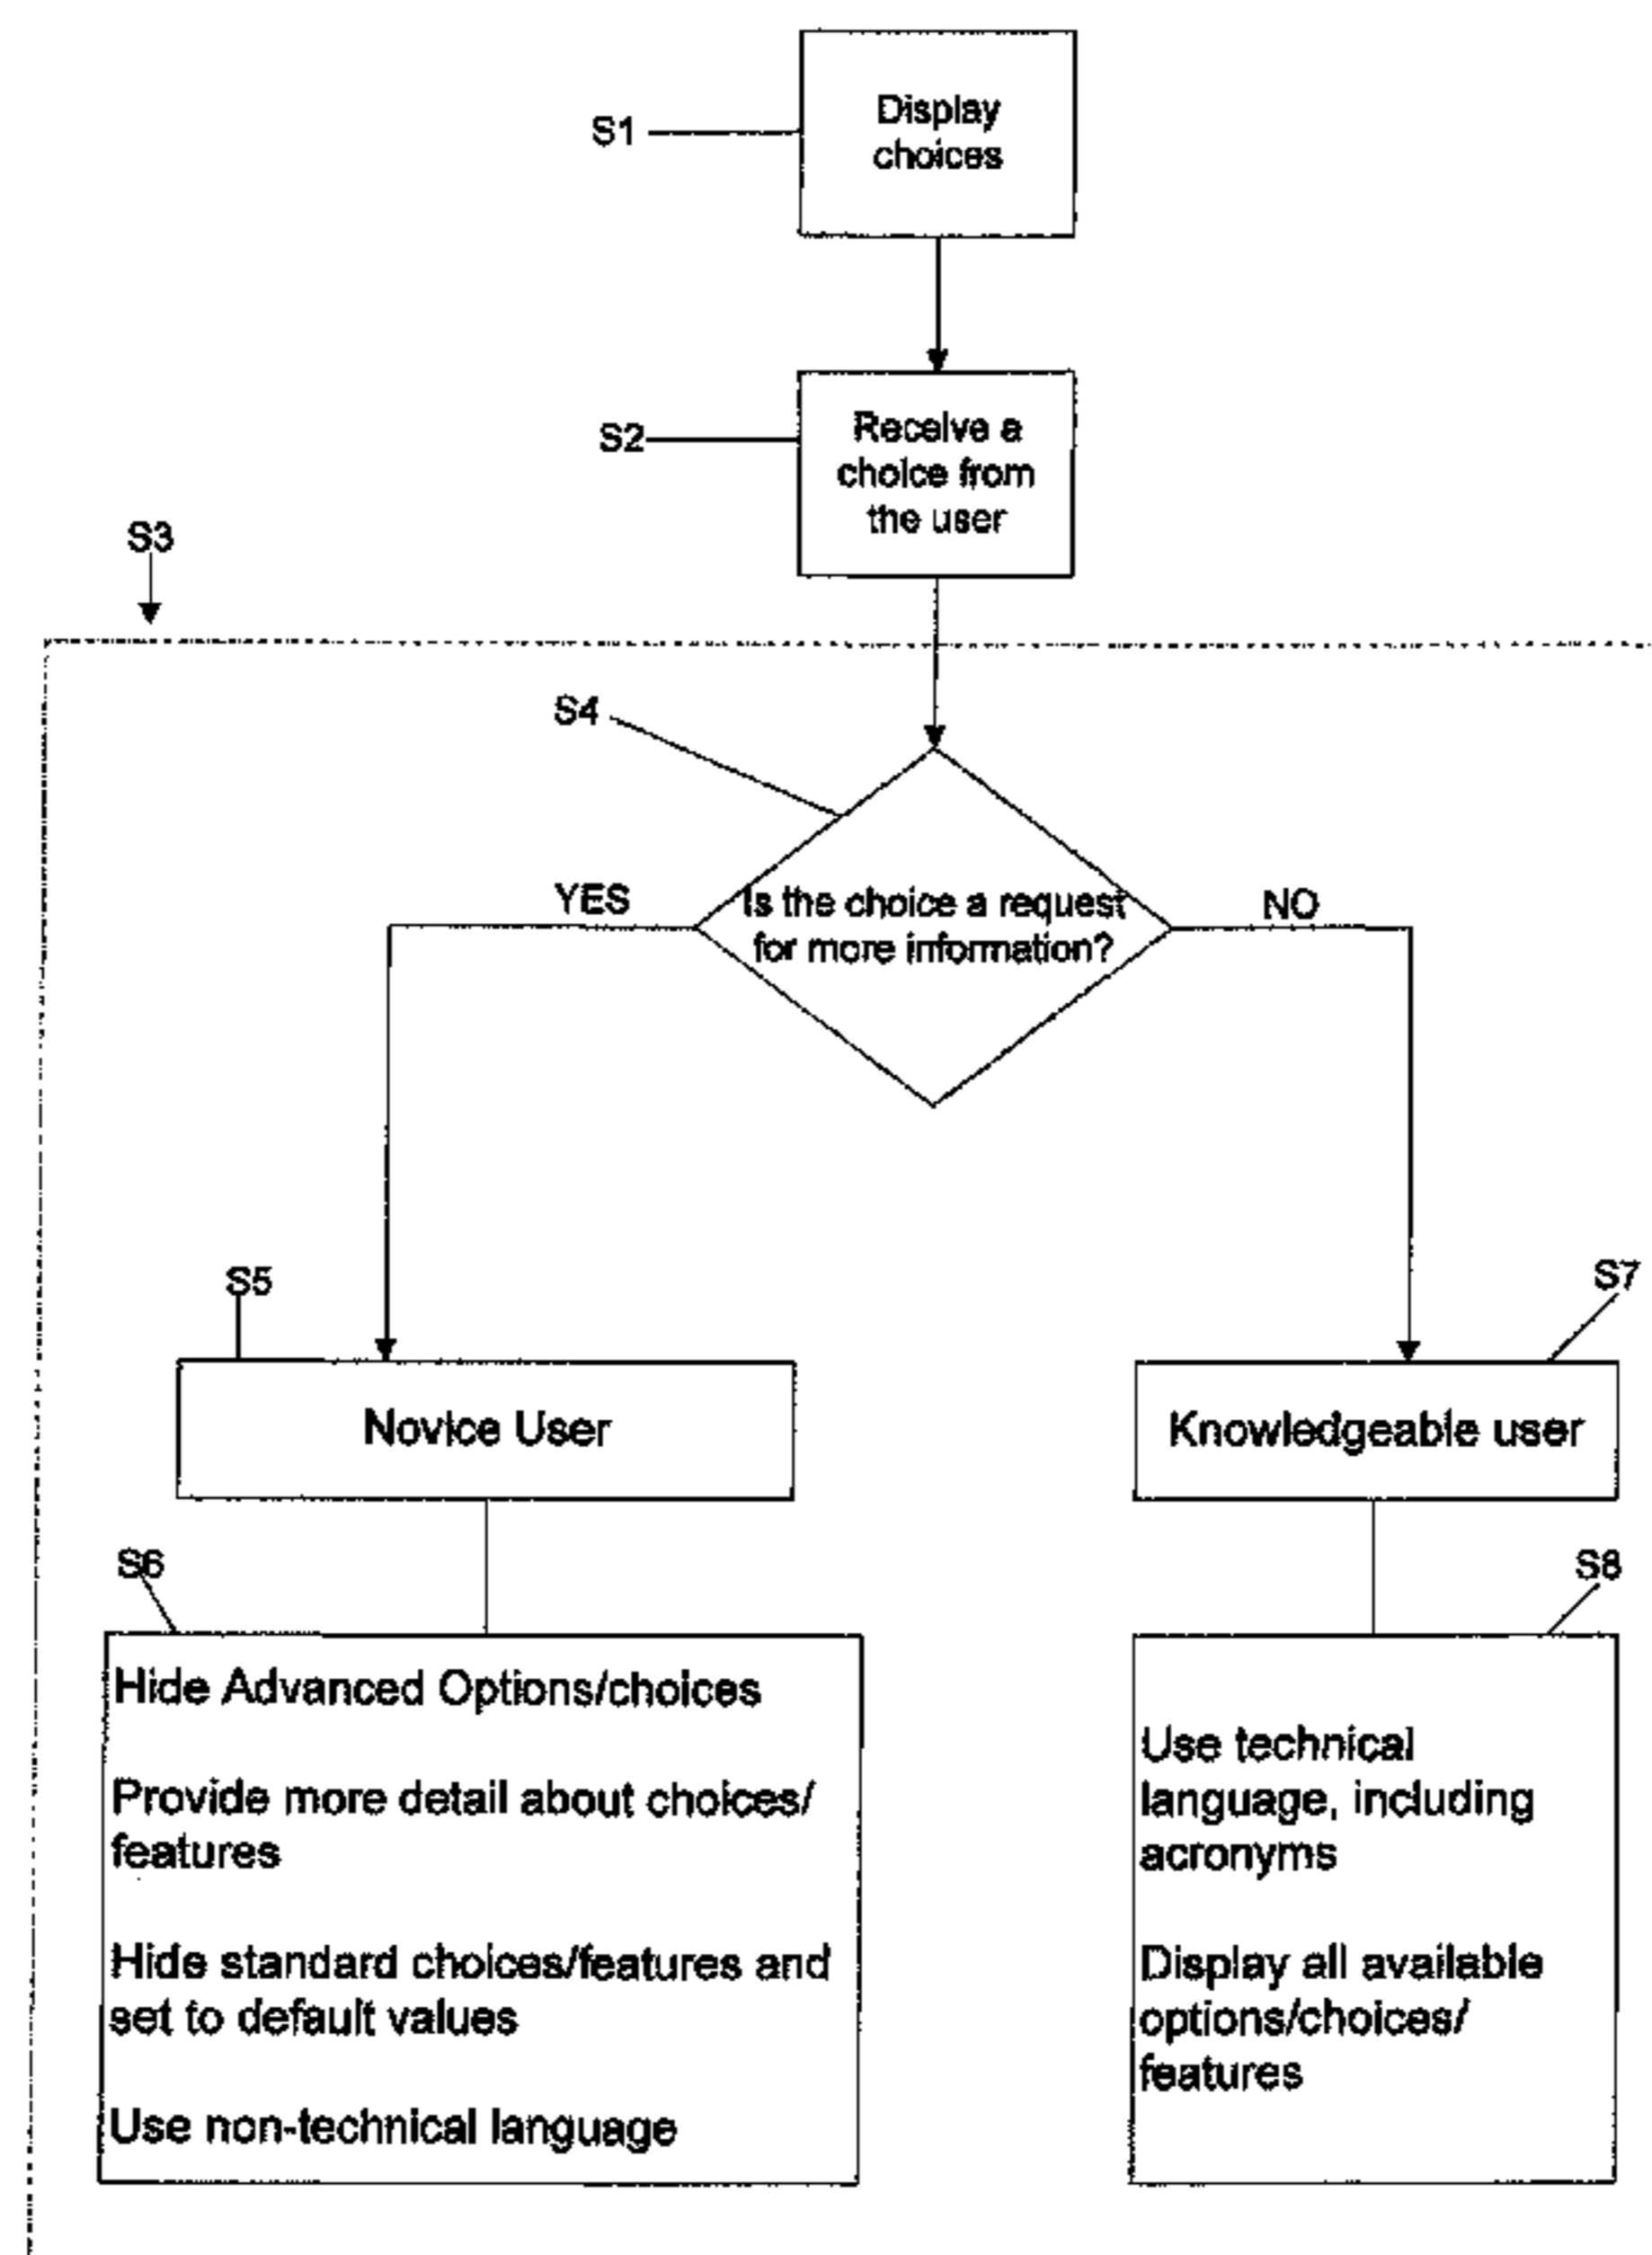 Display
choices
S1
Receive a
choice from
the user
S2
S3
S4
Is the choice a request
for more information?
YES
NO
S5
S7
Novice User
Knowledgeable user
S6
S8
Hide Advanced Options/choices
Provide more detail about choices/
features
Hide standard choices/features and
set to default values
Use non-technical language
Use technical
language, including
acronyms
Display all available
options/choices/
features